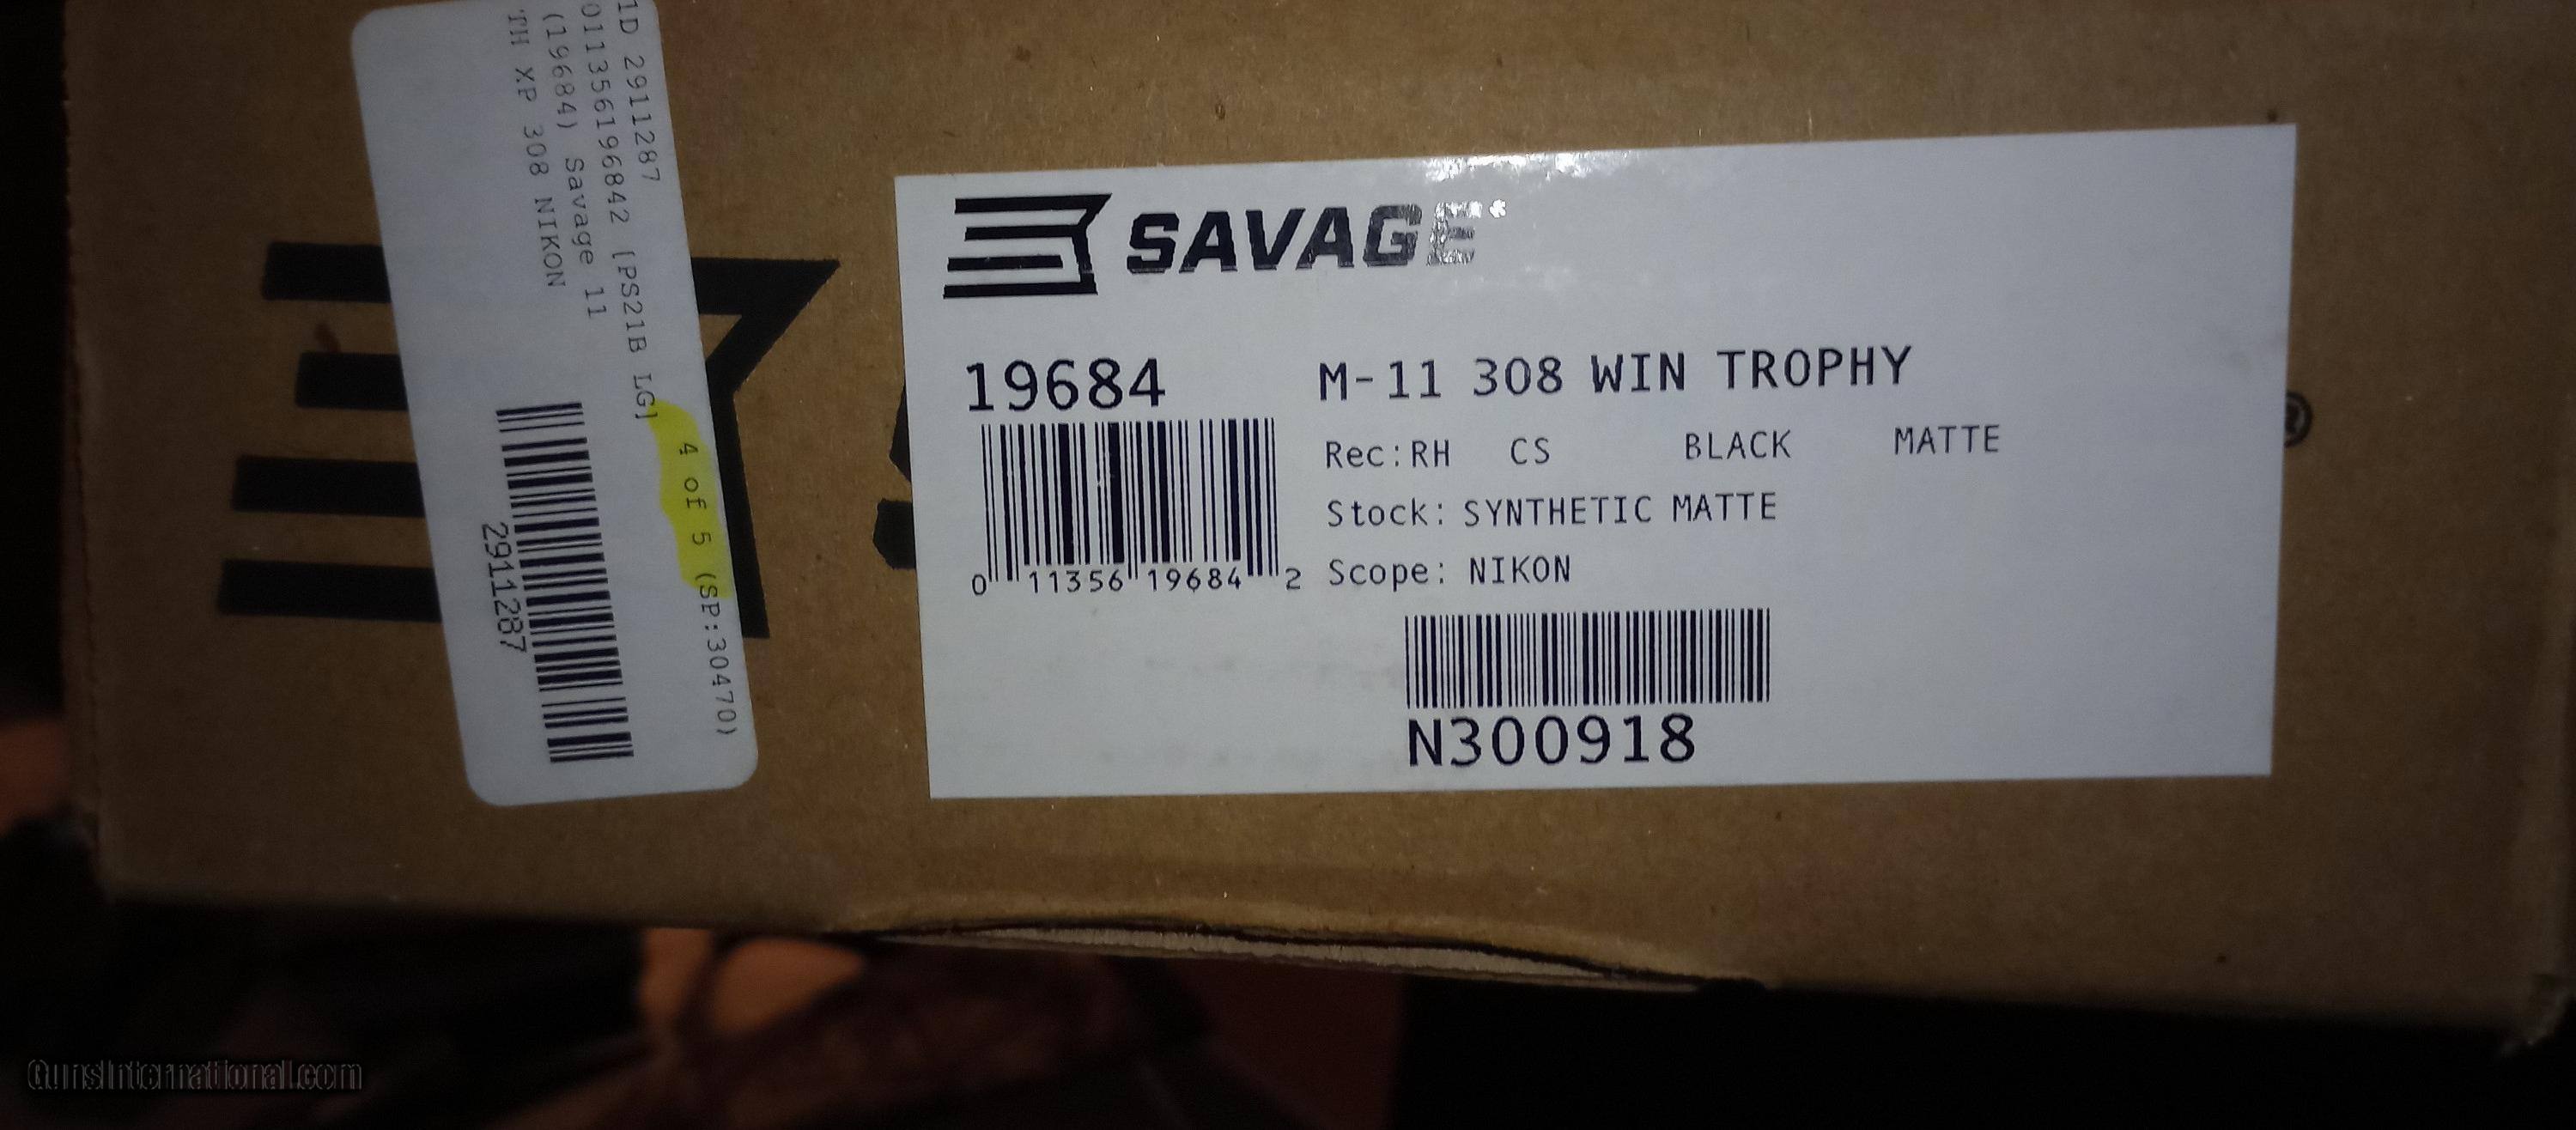 ID 2911287
011356196842 [PS21B LG]
(19684) Savage 11
TH XP 308 NIKON
4 of 5 (SP:30470)
2911287
SAVAGE
19684
M-11 308 WIN TROPHY
Rec:RH CS BLACK MATTE
Stock: SYNTHETIC MATTE
Scope: NIKON
0 11356 19684 2
N300918
®
GunsInternational.com